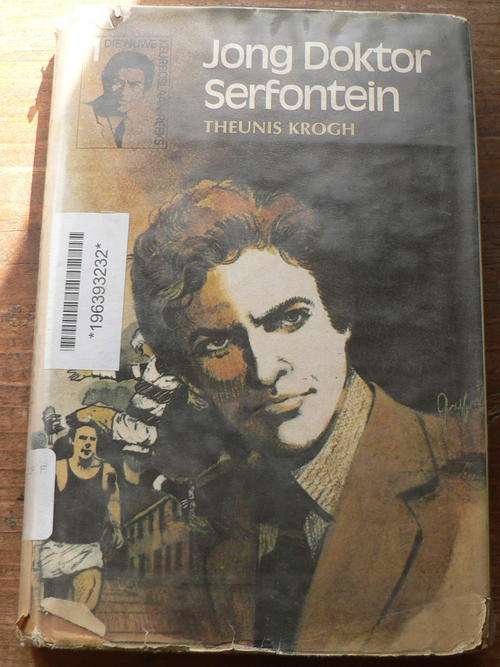 DIE NUWE
Jong Doktor
Serfontein
THEUNIS KROGH
*196393232*